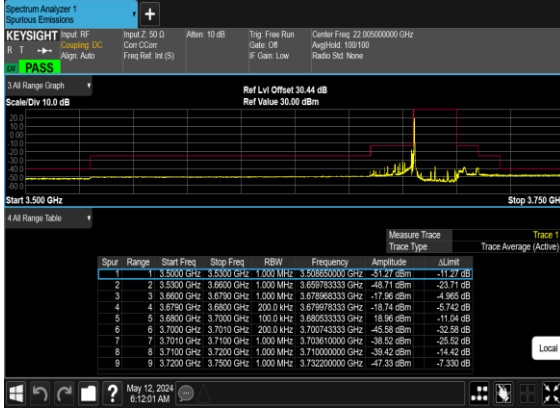 Spectrum Analyzer 1
Spurious Emissions
+
KEYSIGHT Input: RF Input Z: 50 Ω Atten: 10 dB Trig: Free Run Center Freq: 22.005000000 GHz
R T Coupling: DC Corr CCorr Gate: Off Avg|Hold: 100/100
Align: Auto Freq Ref: Int (S) IF Gain: Low Radio Std: None
PASS
3 All Range Graph
Scale/Div 10.0 dB Ref Lvl Offset 30.44 dB
Ref Value 30.00 dBm
20.0
10.0
0.00
-10.0
-20.0
-30.0
-40.0
-50.0
-60.0
Start 3.500 GHz Stop 3.750 GH
4 All Range Table
Measure Trace Trace 1
Trace Type Trace Average (Active)
Spur Range Start Freq Stop Freq RBW Frequency Amplitude ΔLimit
1 1 3.5000 GHz 3.5300 GHz 1.000 MHz 3.508650000 GHz -51.27 dBm -11.27 dB
2 2 3.5300 GHz 3.6600 GHz 1.000 MHz 3.659783333 GHz -48.71 dBm -23.71 dB
3 3 3.6600 GHz 3.6790 GHz 1.000 MHz 3.678968333 GHz -17.96 dBm -4.965 dB
4 4 3.6790 GHz 3.6800 GHz 200.0 kHz 3.679978333 GHz -18.74 dBm -5.742 dB
5 5 3.6800 GHz 3.7000 GHz 100.0 kHz 3.680533333 GHz 18.96 dBm -11.04 dB
6 6 3.7000 GHz 3.7010 GHz 200.0 kHz 3.700743333 GHz -45.58 dBm -32.58 dB
7 7 3.7010 GHz 3.7100 GHz 1.000 MHz 3.703610000 GHz -38.52 dBm -25.52 dB
8 8 3.7100 GHz 3.7200 GHz 1.000 MHz 3.710000000 GHz -39.42 dBm -14.42 dB
9 9 3.7200 GHz 3.7500 GHz 1.000 MHz 3.732200000 GHz -47.33 dBm -7.330 dB
Local
?
May 12, 2024
6:12:01 AM